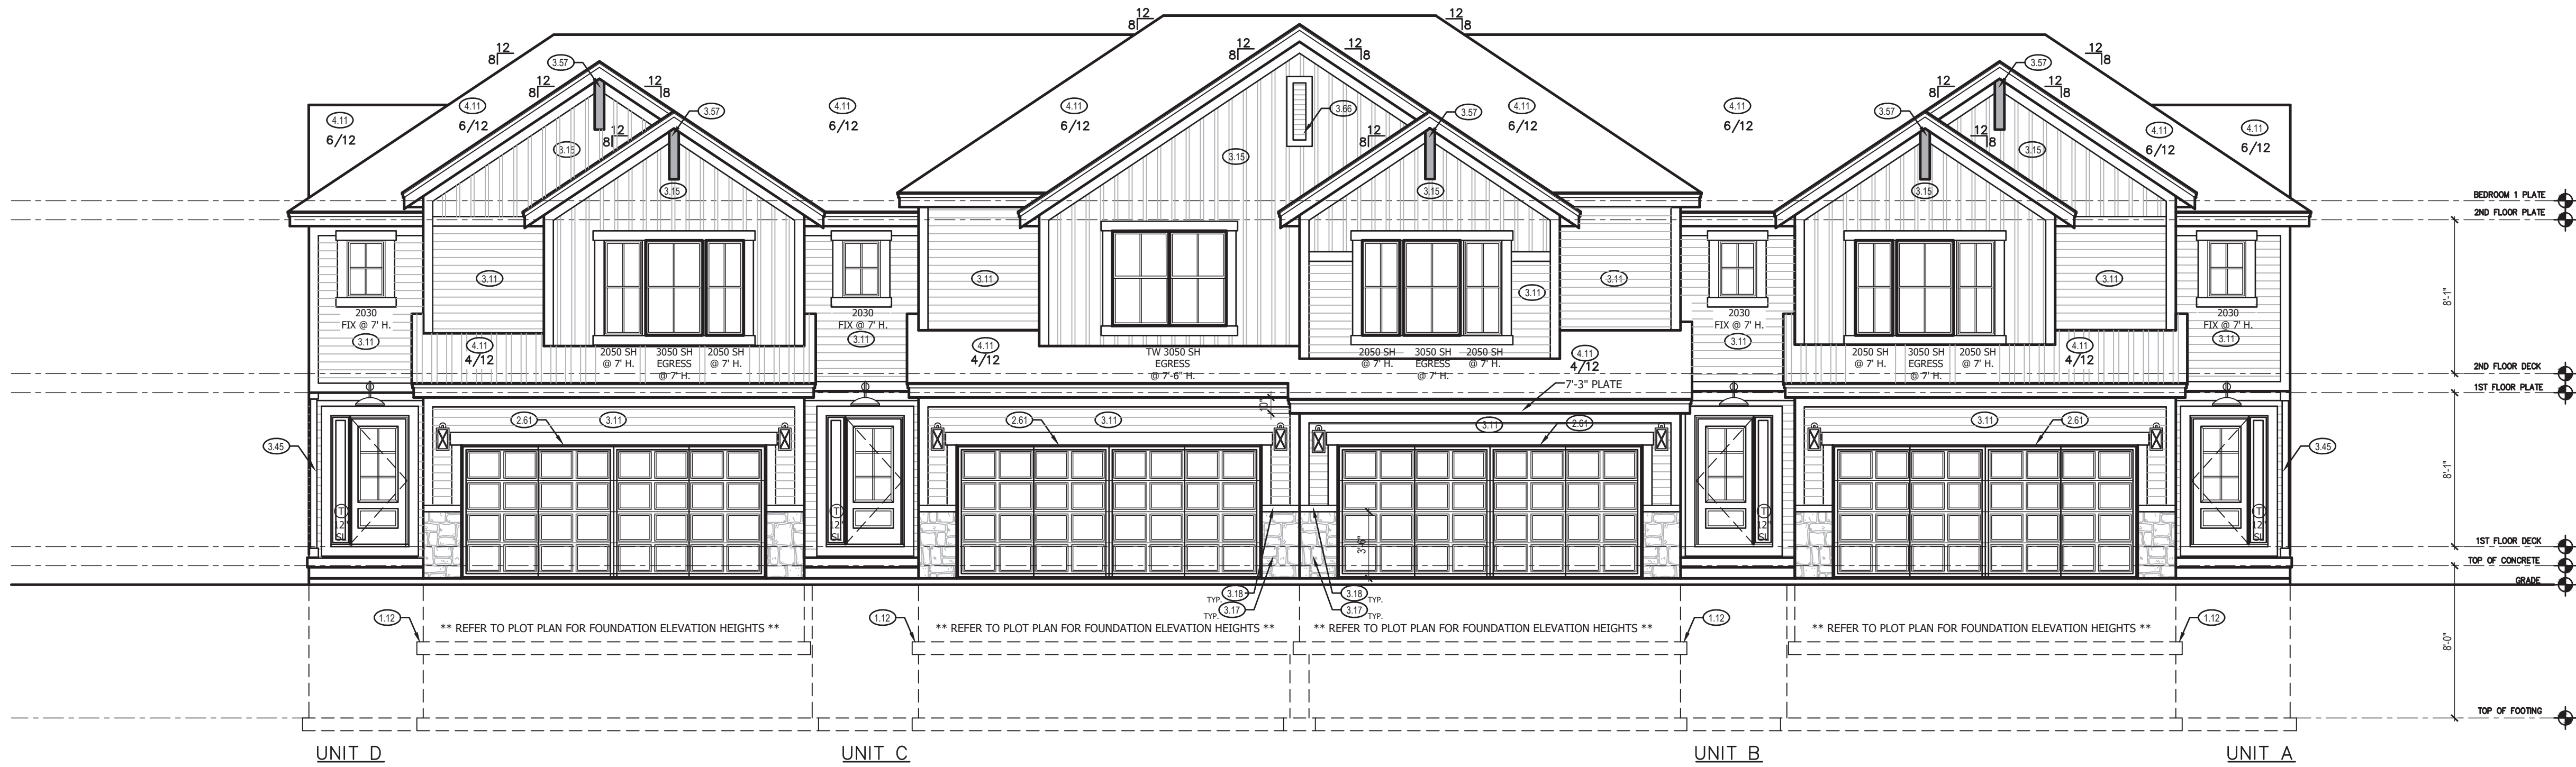 12
8
12
8
12
8
12
8
12
8
12
8
3.57
12
8
12
8
12
8
3.57
12
8
12
8
4.11
6/12
4.11
6/12
3.57
4.11
6/12
4.11
6/12
3.66
3.57
4.11
6/12
4.11
6/12
3.57
4.11
6/12
4.11
6/12
12
8
12
8
3.15
3.15
3.15
3.15
3.15
3.15
BEDROOM 1 PLATE
2ND FLOOR PLATE
3.11
3.11
3.11
3.11
3.11
8'-1"
2030
FIX @ 7' H.
3.11
4.11
4/12
2050 SH
@ 7' H.
3050 SH
EGRESS
@ 7' H.
2050 SH
@ 7' H.
2030
FIX @ 7' H.
3.11
4.11
4/12
TW 3050 SH
EGRESS
@ 7'-6" H.
2050 SH
@ 7' H.
3050 SH
EGRESS
@ 7' H.
2050 SH
@ 7' H.
4.11
4/12
2030
FIX @ 7' H.
3.11
2050 SH
@ 7' H.
3050 SH
EGRESS
@ 7' H.
2050 SH
@ 7' H.
4.11
4/12
2030
FIX @ 7' H.
3.11
2ND FLOOR DECK
7'-3" PLATE
1ST FLOOR PLATE
2.61
3.11
2.61
3.11
3.11
2.61
3.11
2.61
3.45
3.45
8'-1"
T
12"
SL
T
12"
SL
T
12"
SL
T
12"
SL
3'-6"
1ST FLOOR DECK
TOP OF CONCRETE
GRADE
TYP. 3.18
TYP. 3.17
3.18 TYP.
3.17 TYP.
1.12
1.12
1.12
1.12
** REFER TO PLOT PLAN FOR FOUNDATION ELEVATION HEIGHTS **
** REFER TO PLOT PLAN FOR FOUNDATION ELEVATION HEIGHTS **
** REFER TO PLOT PLAN FOR FOUNDATION ELEVATION HEIGHTS **
** REFER TO PLOT PLAN FOR FOUNDATION ELEVATION HEIGHTS **
8'-0"
TOP OF FOOTING
UNIT D
UNIT C
UNIT B
UNIT A